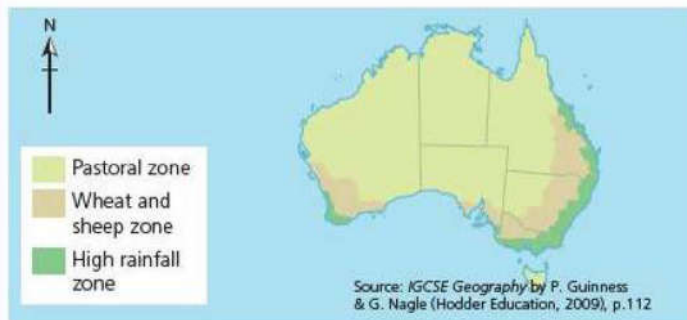 N
Pastoral zone
Wheat and
sheep zone
High rainfall
zone
Source: IGCSE Geography by P. Guinness
& G. Nagle (Hodder Education, 2009), p.112